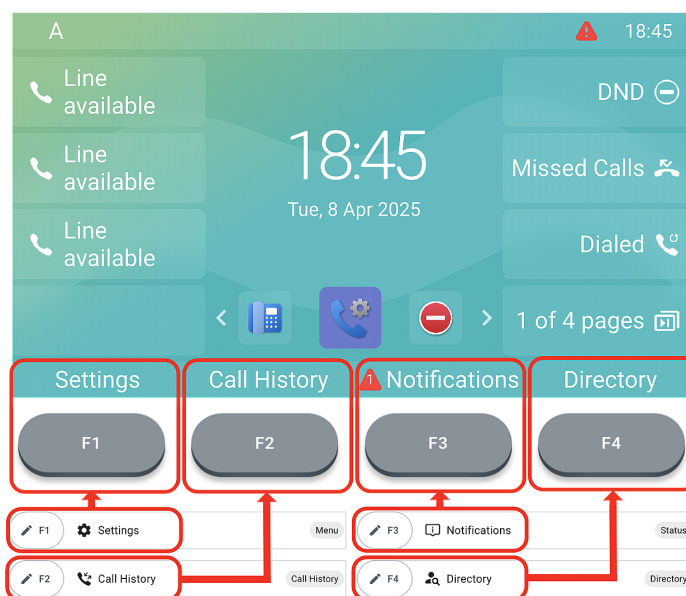 A
18:45
Line
available
DND
Line
available
Missed Calls
Line
available
Dialed
18:45
Tue, 8 Apr 2025
1 of 4 pages
Settings
Call History
1 Notifications
Directory
F1
F2
F3
F4
F1 Settings Menu
F3 Notifications Status
F2 Call History Call History
F4 Directory Directory